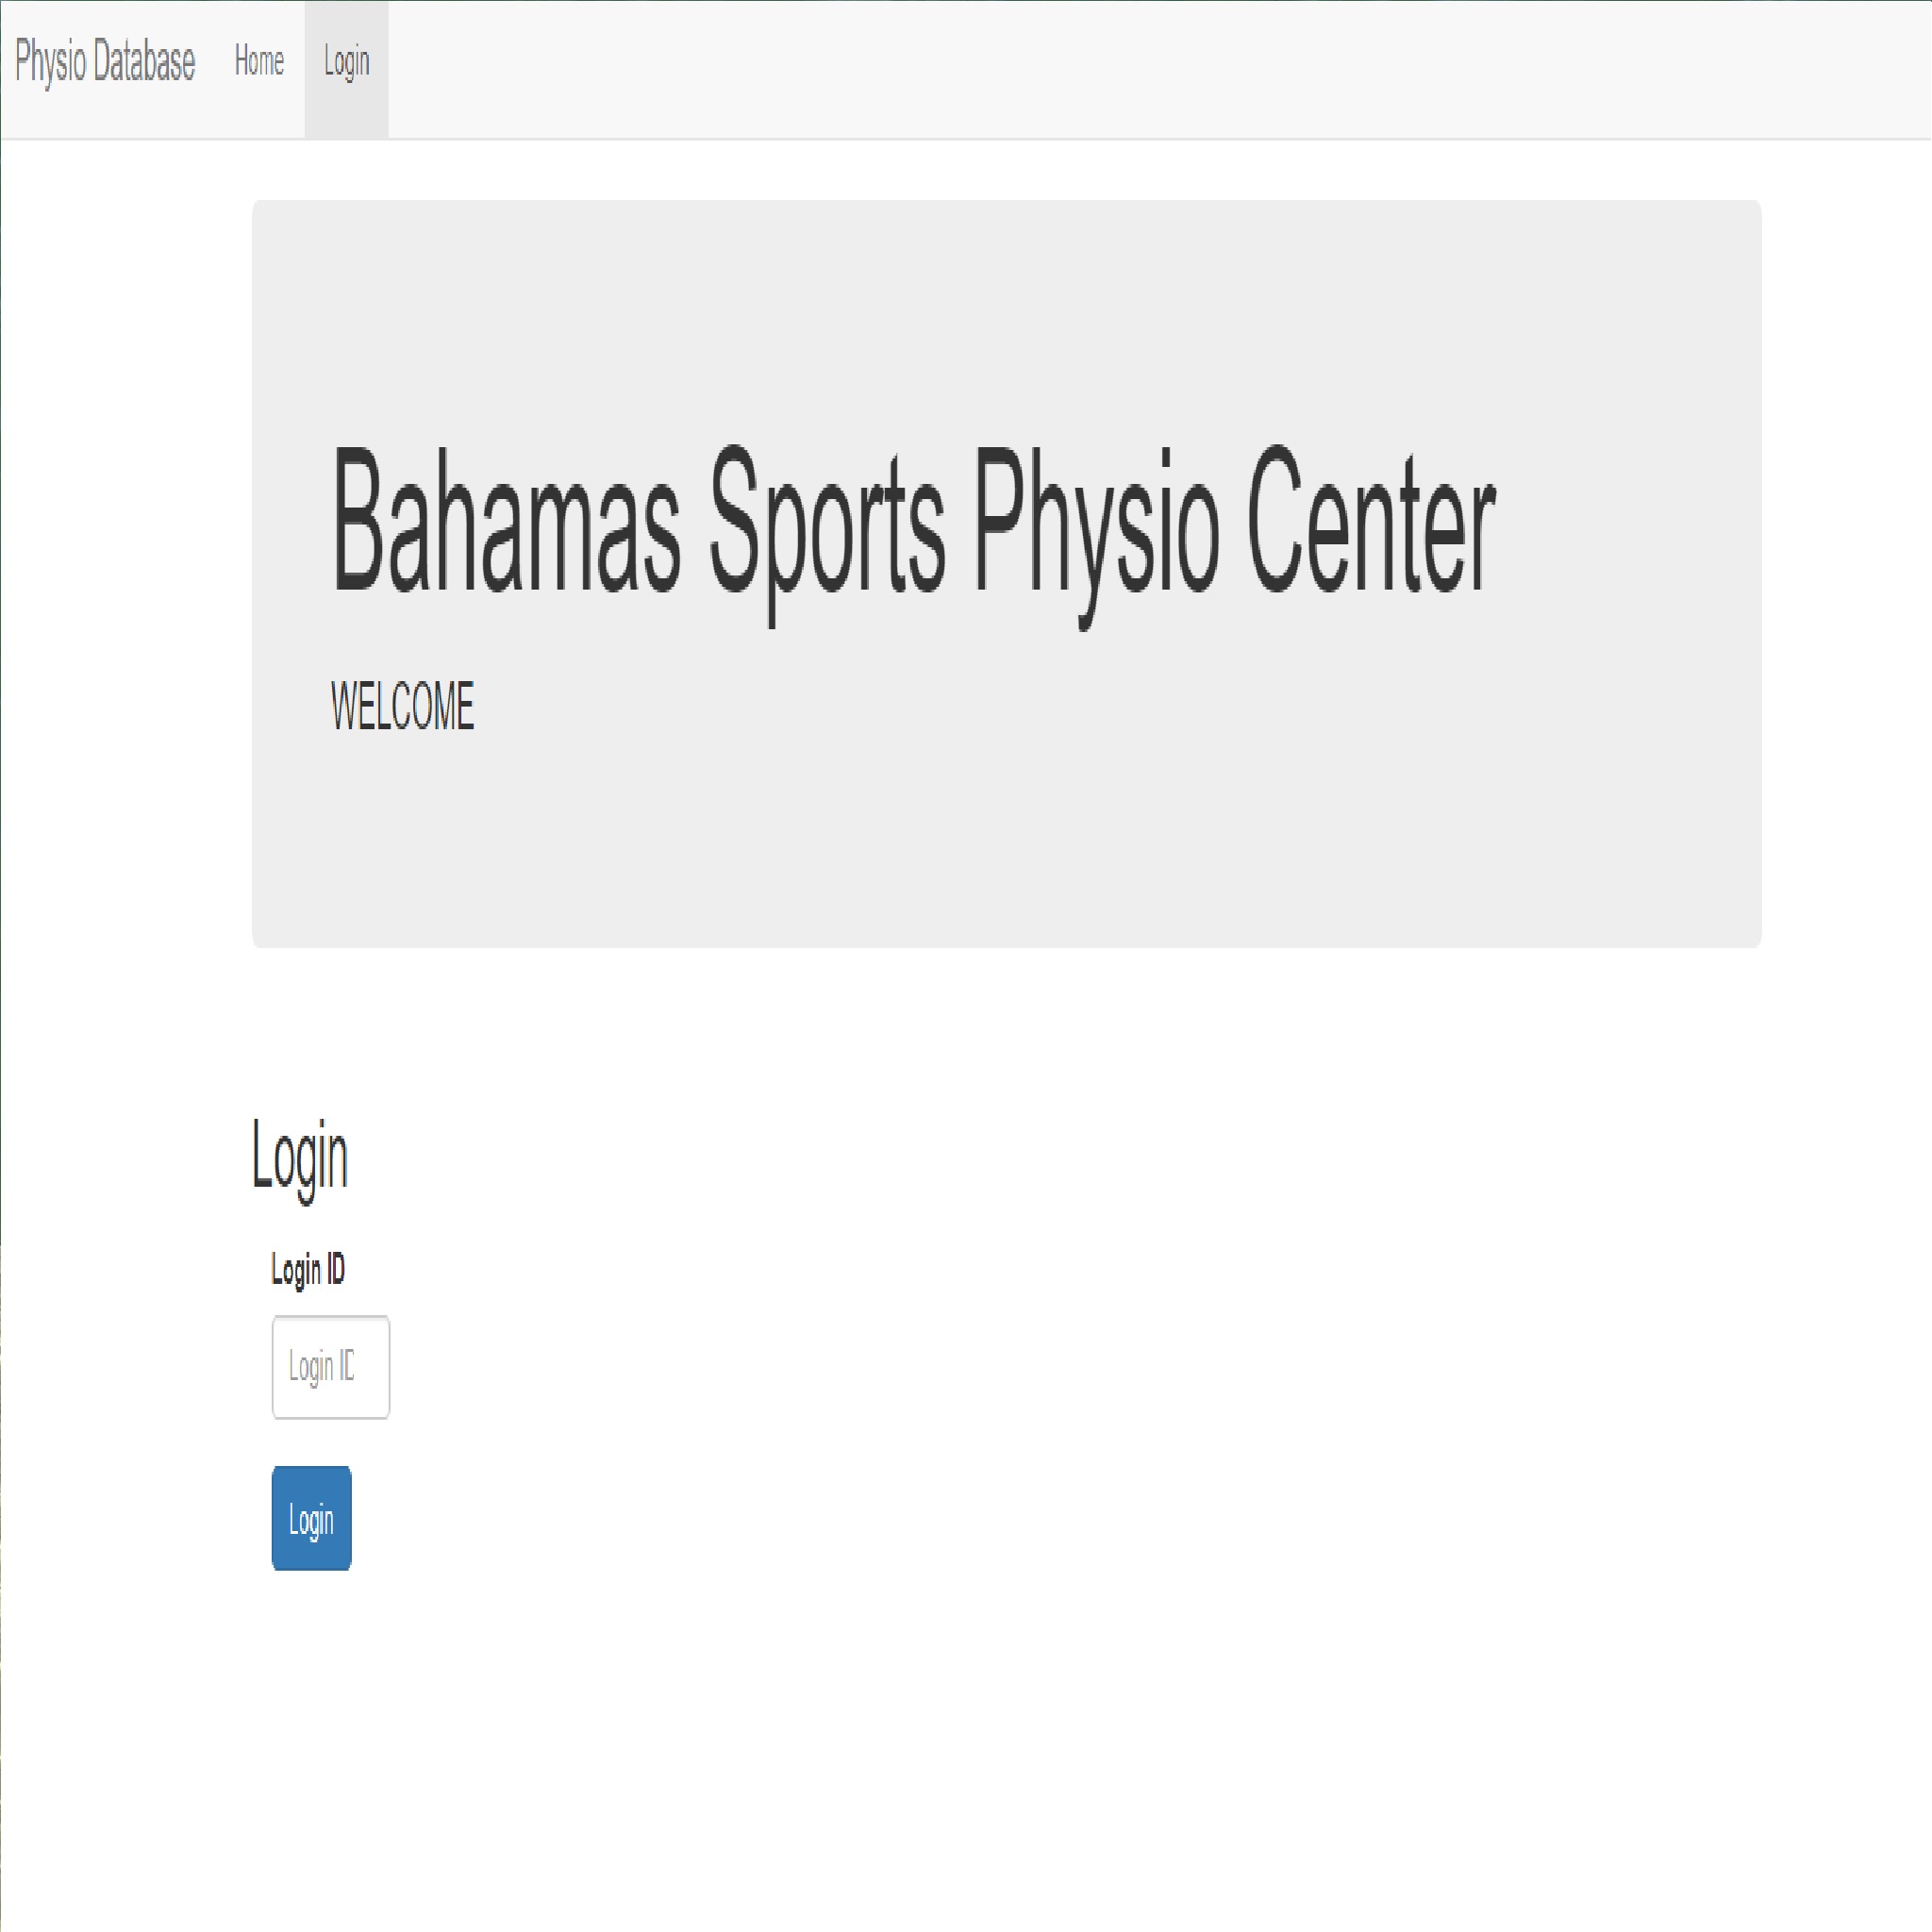 Physio Database Home Login
Bahamas Sports Physio Center
WELCOME
Login
Login ID
Login ID
Login